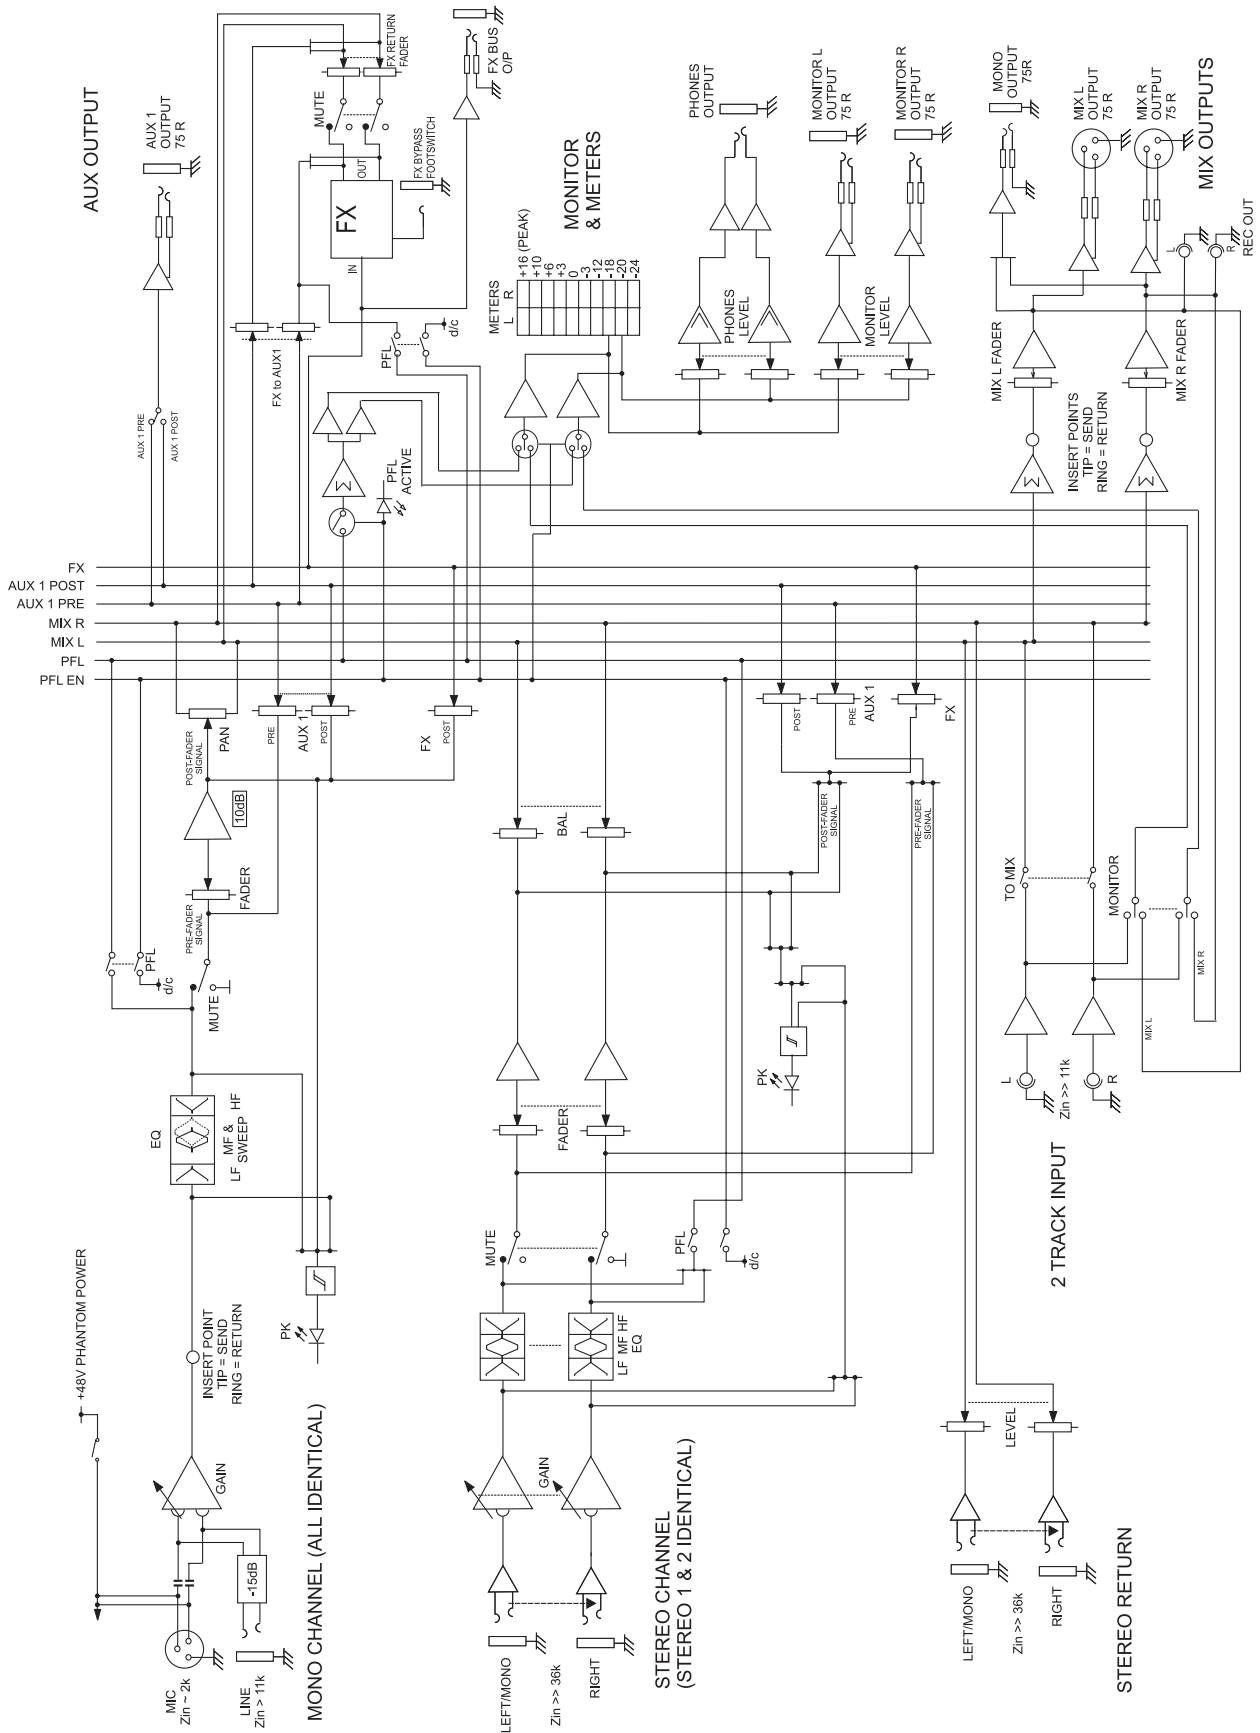 AUX OUTPUT
AUX 1
OUTPUT
75 R
AUX 1 PRE
AUX 1 POST
FX to AUX1
MUTE
FX RETURN
FADER
FX
IN
OUT
FX BYPASS
FOOTSWITCH
FX BUS
O/P
PFL
d/c
PFL
ACTIVE
Σ
MONITOR
& METERS
METERS
L R
+16 (PEAK)
+10
+6
+3
0
-3
-12
-18
-20
-24
PHONES
OUTPUT
PHONES
LEVEL
MONITOR L
OUTPUT
75 R
MONITOR R
OUTPUT
75 R
MONITOR
LEVEL
MONO
OUTPUT
75R
MIX L
OUTPUT
75 R
MIX R
OUTPUT
75 R
MIX OUTPUTS
L
R
REC OUT
MIX L FADER
MIX R FADER
INSERT POINTS
TIP = SEND
RING = RETURN
Σ
Σ
FX
AUX 1 POST
AUX 1 PRE
MIX R
MIX L
PFL
PFL EN
PAN
POST-FADER
SIGNAL
10dB
FADER
PRE-FADER
SIGNAL
PRE
AUX 1
POST
FX
POST
PFL
d/c
MUTE
EQ
LF
MF &
SWEEP
HF
PK
INSERT POINT
TIP = SEND
RING = RETURN
+48V PHANTOM POWER
GAIN
-15dB
MIC
Zin ~ 2k
LINE
Zin > 11k
MONO CHANNEL (ALL IDENTICAL)
BAL
FADER
MUTE
PFL
d/c
LF MF HF
EQ
GAIN
PK
POST
PRE
AUX 1
FX
POST-FADER
SIGNAL
PRE-FADER
SIGNAL
LEFT/MONO
Zin >> 36k
RIGHT
STEREO CHANNEL
(STEREO 1 & 2 IDENTICAL)
TO MIX
MONITOR
MIX L
MIX R
L
R
Zin >> 11k
2 TRACK INPUT
LEVEL
LEFT/MONO
Zin >> 36k
RIGHT
STEREO RETURN